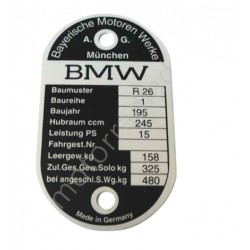 Bayerische Motoren Werke
A. G.
München
BMW
Baumuster R 26
Baureihe 1
Baujahr 195
Hubraum ccm 245
Leistung PS 15
Fahrgest.Nr.
Leergew.kg 158
Zul.Ges.Gew.Solo kg 325
bei angeschl.S.Wg.kg 480
Made in Germany